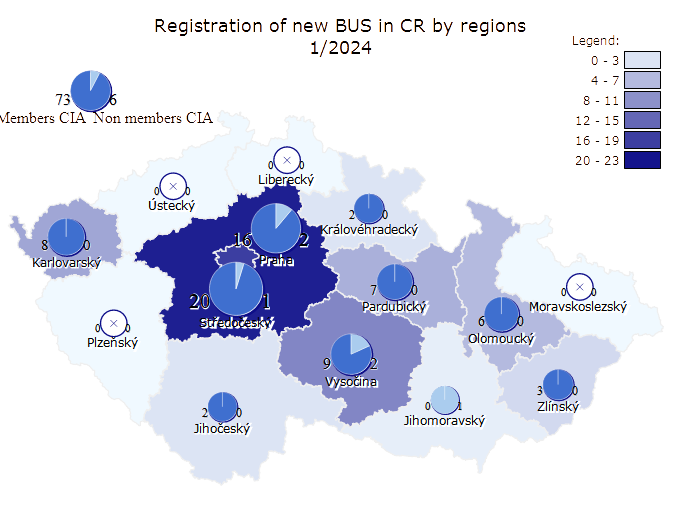 Registration of new BUS in CR by regions
1/2024
Legend:
0 - 3
4 - 7
8 - 11
12 - 15
16 - 19
20 - 23
73 6
Members CIA Non members CIA
0 0
Liberecký
0 0
Ústecký
2 0
Královéhradecký
16 2
Praha
8 0
Karlovarský
7 0
Pardubický
0 0
Moravskoslezský
20 1
Středočeský
0 0
Plzeňský
6 0
Olomoucký
9 2
Vysočina
3 0
Zlínský
2 0
Jihočeský
0 1
Jihomoravský